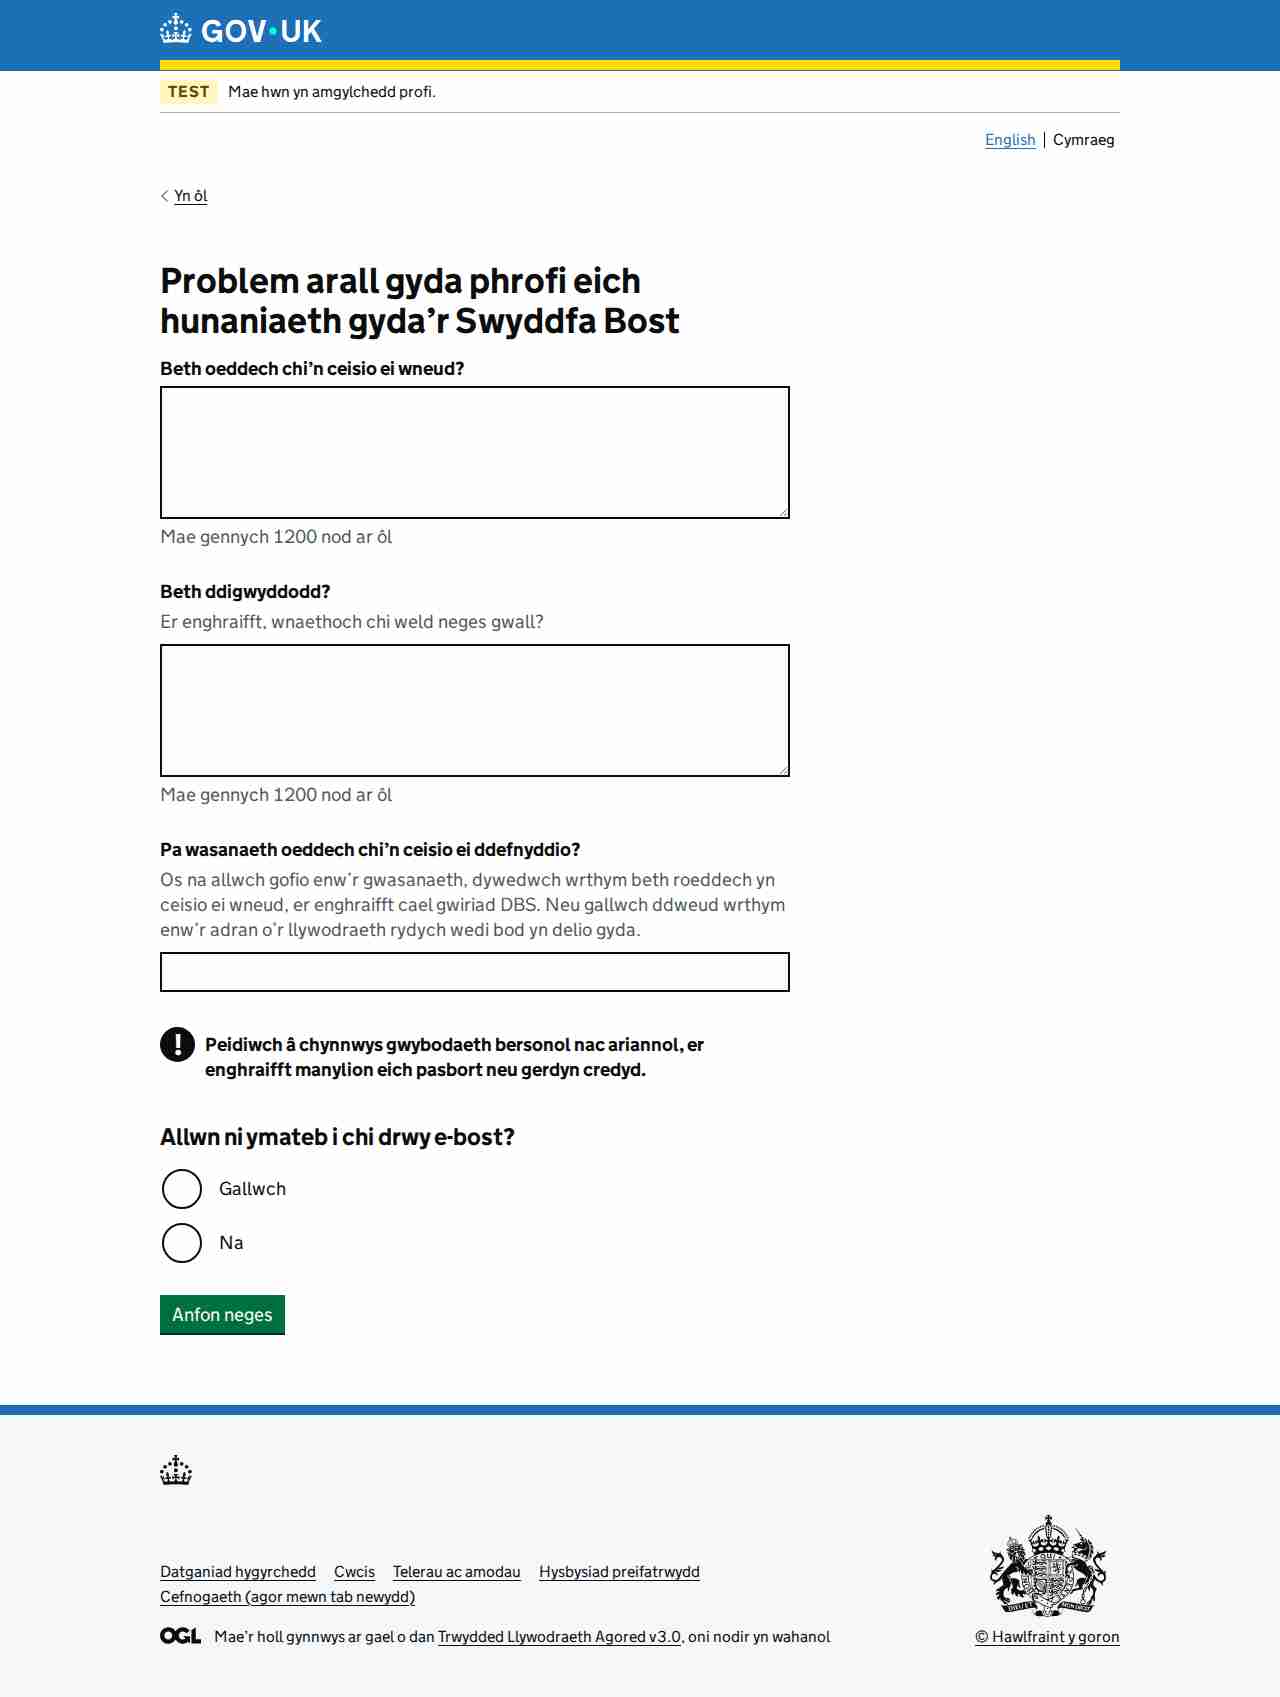 GOV·UK
TEST Mae hwn yn amgylchedd profi.
English Cymraeg
Yn ôl
Problem arall gyda phrofi eich
hunaniaeth gyda’r Swyddfa Bost
Beth oeddech chi’n ceisio ei wneud?
Mae gennych 1200 nod ar ôl
Beth ddigwyddodd?
Er enghraifft, wnaethoch chi weld neges gwall?
Mae gennych 1200 nod ar ôl
Pa wasanaeth oeddech chi’n ceisio ei ddefnyddio?
Os na allwch gofio enw’r gwasanaeth, dywedwch wrthym beth roeddech yn
ceisio ei wneud, er enghraifft cael gwiriad DBS. Neu gallwch ddweud wrthym
enw’r adran o’r llywodraeth rydych wedi bod yn delio gyda.
! Peidiwch â chynnwys gwybodaeth bersonol nac ariannol, er
enghraifft manylion eich pasbort neu gerdyn credyd.
Allwn ni ymateb i chi drwy e-bost?
Gallwch
Na
Anfon neges
Datganiad hygyrchedd Cwcis Telerau ac amodau Hysbysiad preifatrwydd
Cefnogaeth (agor mewn tab newydd)
OGL Mae’r holl gynnwys ar gael o dan Trwydded Llywodraeth Agored v3.0, oni nodir yn wahanol
© Hawlfraint y goron